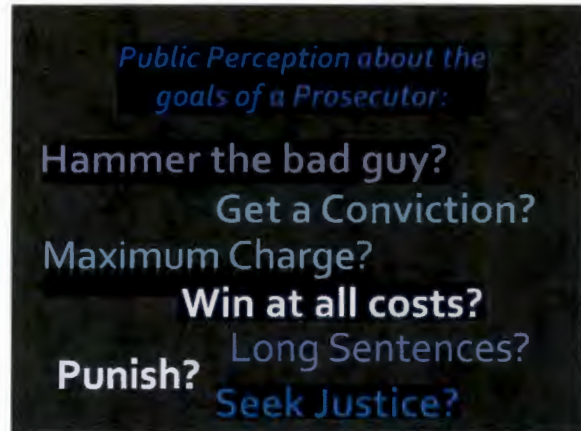 Public Perception about the
goals of a Prosecutor:
Hammer the bad guy?
Get a Conviction?
Maximum Charge?
Win at all costs?
Long Sentences?
Punish?
Seek Justice?